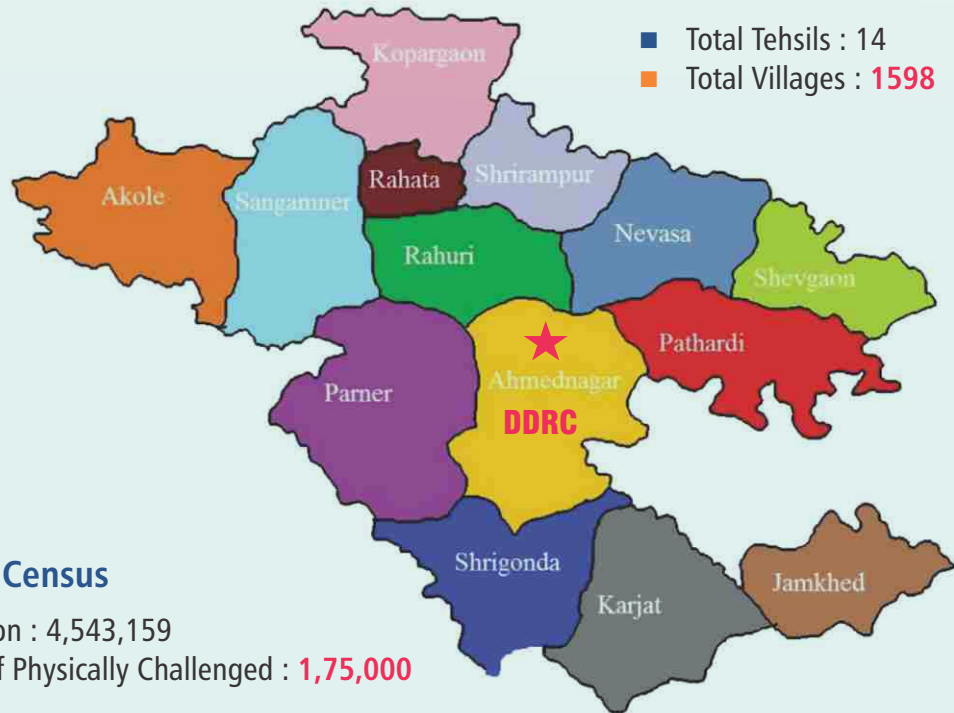 Kopargaon
Total Tehsils : 14
Total Villages : 1598
Akole
Sangamner
Rahata
Shrirampur
Rahuri
Nevasa
Shevgaon
Parner
Ahmednagar
DDRC
Pathardi
Shrigonda
Karjat
Jamkhed
Census
on : 4,543,159
f Physically Challenged : 1,75,000